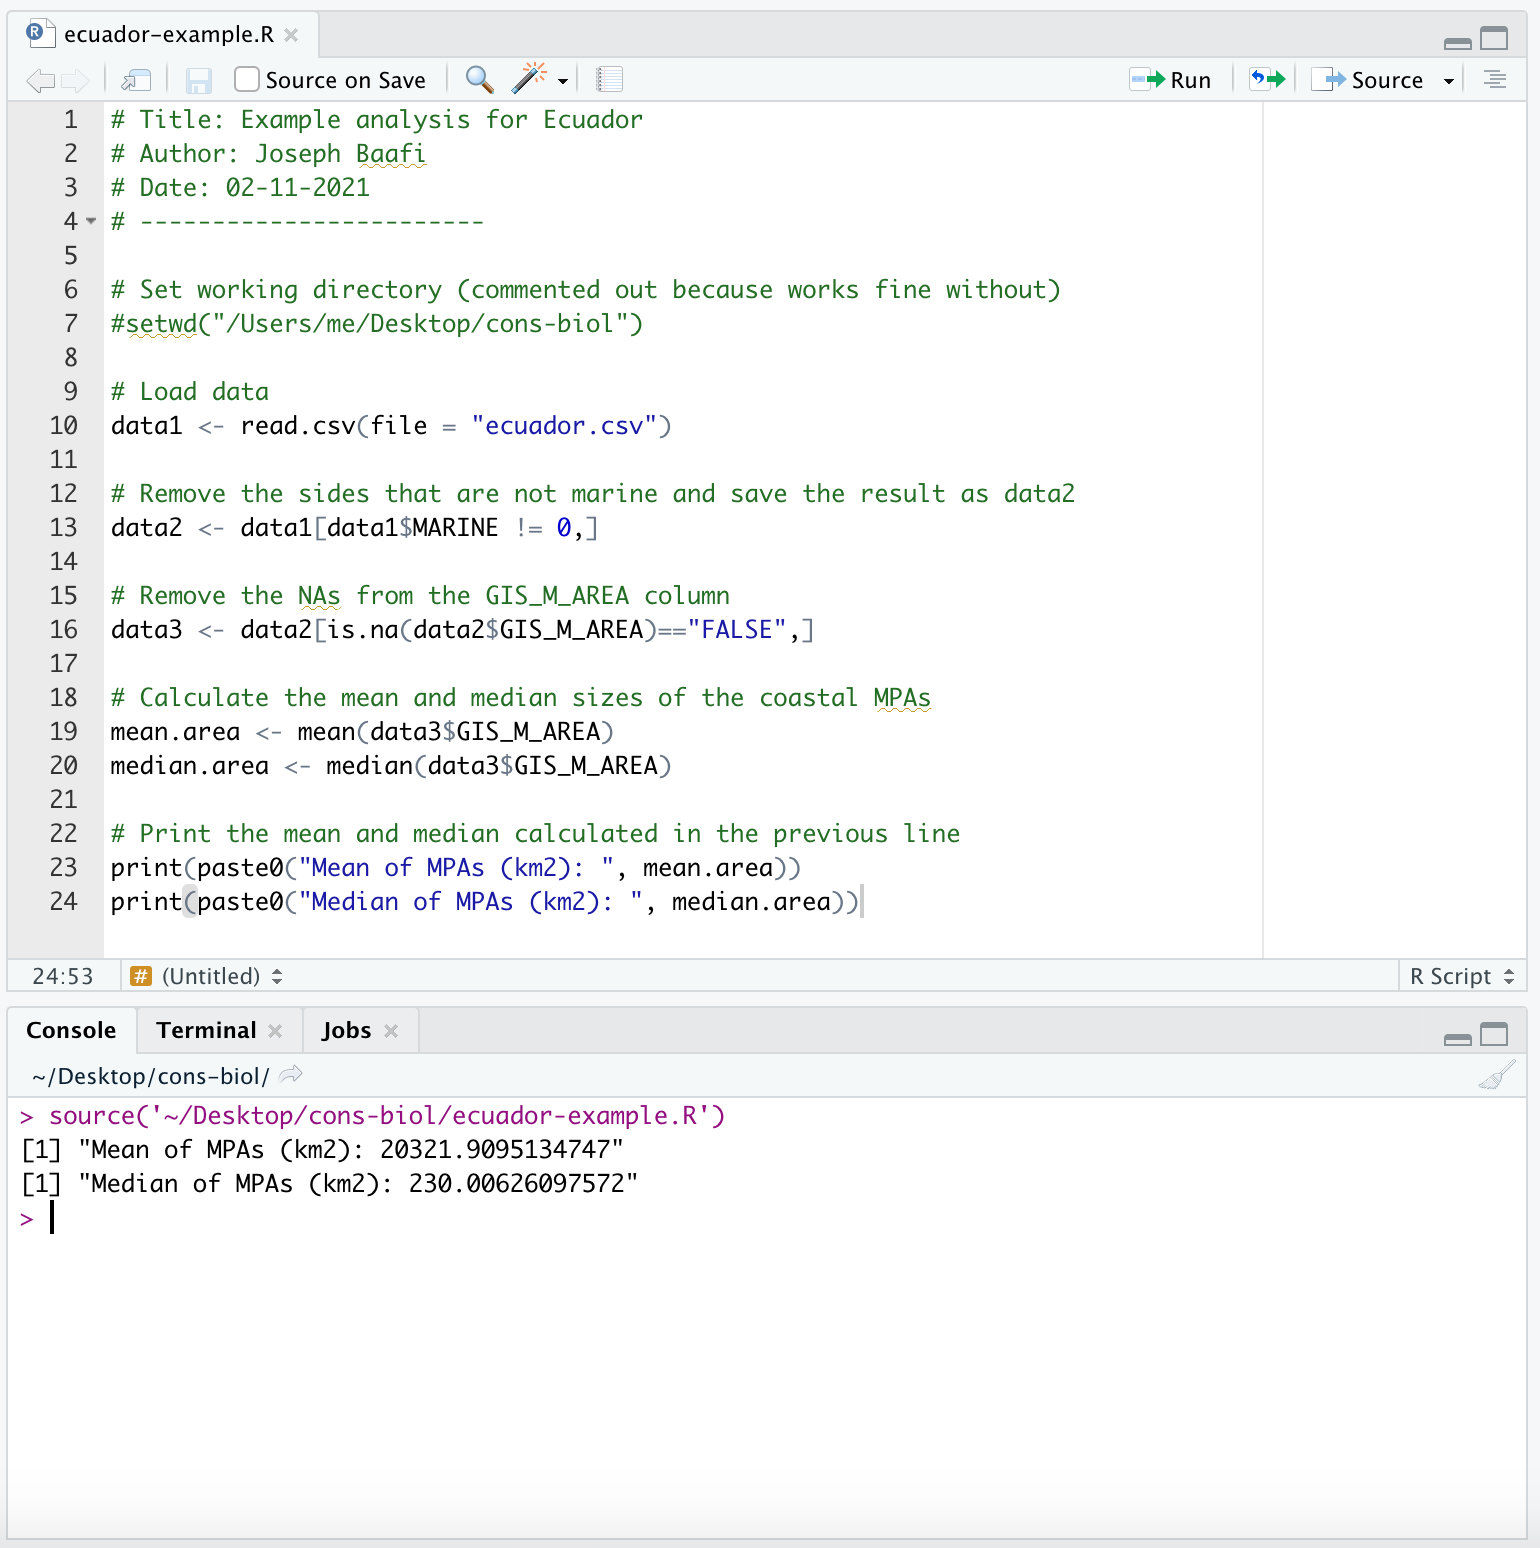 ecuador-example.R
Source on Save
Run
Source
1 # Title: Example analysis for Ecuador
2 # Author: Joseph Baafi
3 # Date: 02-11-2021
4 # ------------------------
5
6 # Set working directory (commented out because works fine without)
7 #setwd("/Users/me/Desktop/cons-biol")
8
9 # Load data
10 data1 <- read.csv(file = "ecuador.csv")
11
12 # Remove the sides that are not marine and save the result as data2
13 data2 <- data1[data1$MARINE != 0,]
14
15 # Remove the NAs from the GIS_M_AREA column
16 data3 <- data2[is.na(data2$GIS_M_AREA)=="FALSE",]
17
18 # Calculate the mean and median sizes of the coastal MPAs
19 mean.area <- mean(data3$GIS_M_AREA)
20 median.area <- median(data3$GIS_M_AREA)
21
22 # Print the mean and median calculated in the previous line
23 print(paste0("Mean of MPAs (km2): ", mean.area))
24 print(paste0("Median of MPAs (km2): ", median.area))
24:53 # (Untitled) R Script
Console Terminal Jobs
~/Desktop/cons-biol/
> source('~/Desktop/cons-biol/ecuador-example.R')
[1] "Mean of MPAs (km2): 20321.9095134747"
[1] "Median of MPAs (km2): 230.00626097572"
>